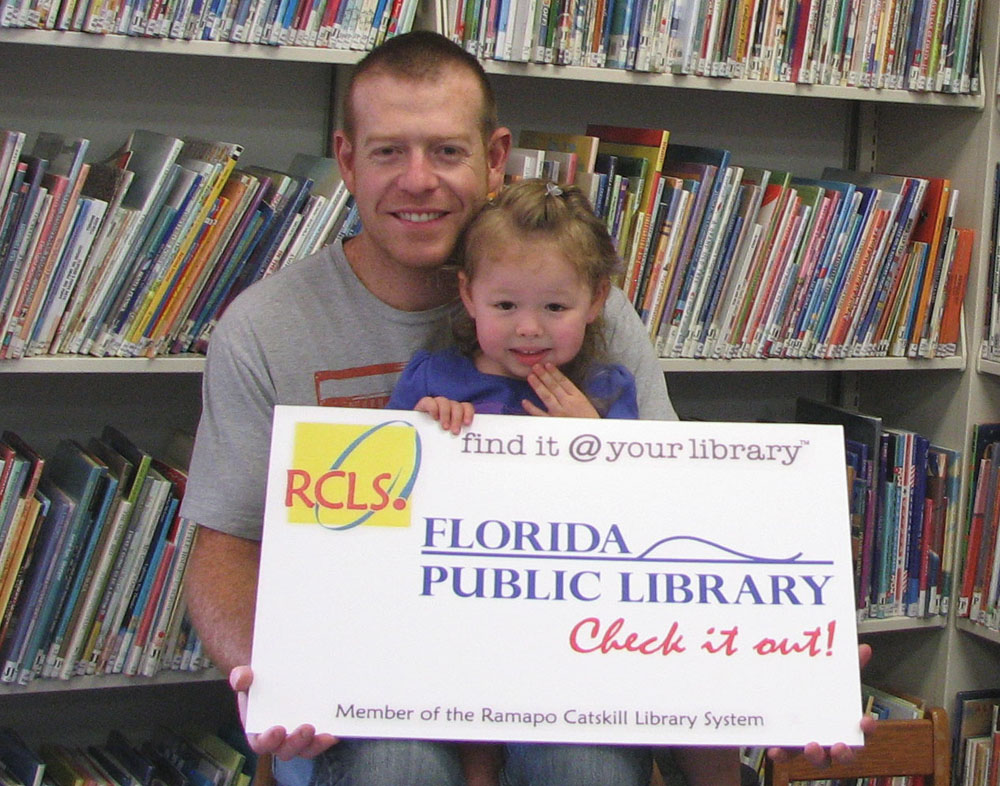 RCLS.
find it @ your library™
FLORIDA
PUBLIC LIBRARY
Check it out!
Member of the Ramapo Catskill Library System